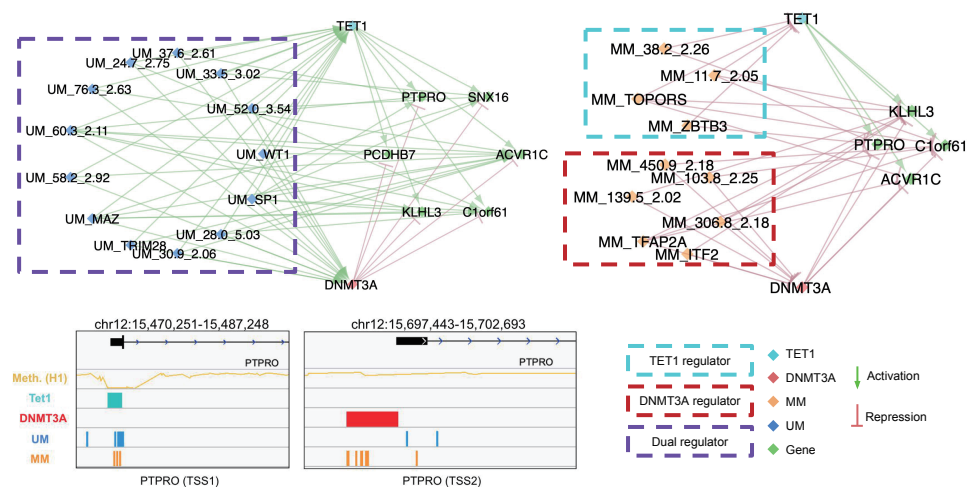 TET1
UM_37.6_2.61
UM_24.7_2.75
UM_33.5_3.02
UM_76.3_2.63
PTPRO
SNX16
UM_52.0_3.54
UM_60.3_2.11
UM_WT1
PCDHB7
ACVR1C
UM_58.2_2.92
UM_SP1
UM_MAZ
KLHL3
C1orf61
UM_28.0_5.03
UM_TRIM28
UM_30.9_2.06
DNMT3A
TET1
MM_38.2_2.26
MM_11.7_2.05
MM_TOPORS
MM_ZBTB3
KLHL3
PTPRO
C1orf61
MM_450.9_2.18
MM_103.8_2.25
ACVR1C
MM_139.5_2.02
MM_306.8_2.18
MM_TFAP2A
MM_ITF2
DNMT3A
chr12:15,470,251-15,487,248
PTPRO
Meth. (H1)
Tet1
DNMT3A
UM
MM
PTPRO (TSS1)
chr12:15,697,443-15,702,693
PTPRO
PTPRO (TSS2)
TET1 regulator
DNMT3A regulator
Dual regulator
TET1
DNMT3A
MM
UM
Gene
Activation
Repression